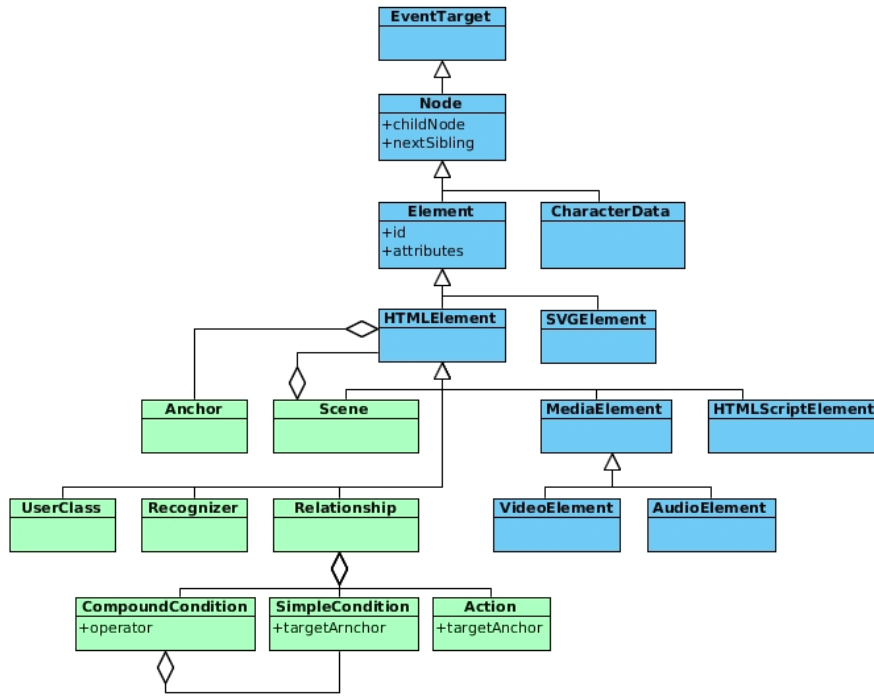 EventTarget
Node
+childNode
+nextSibling
Element
+id
+attributes
CharacterData
HTMLElement
SVGElement
Anchor
Scene
MediaElement
HTMLScriptElement
UserClass
Recognizer
Relationship
VideoElement
AudioElement
CompoundCondition
+operator
SimpleCondition
+targetArnchor
Action
+targetAnchor